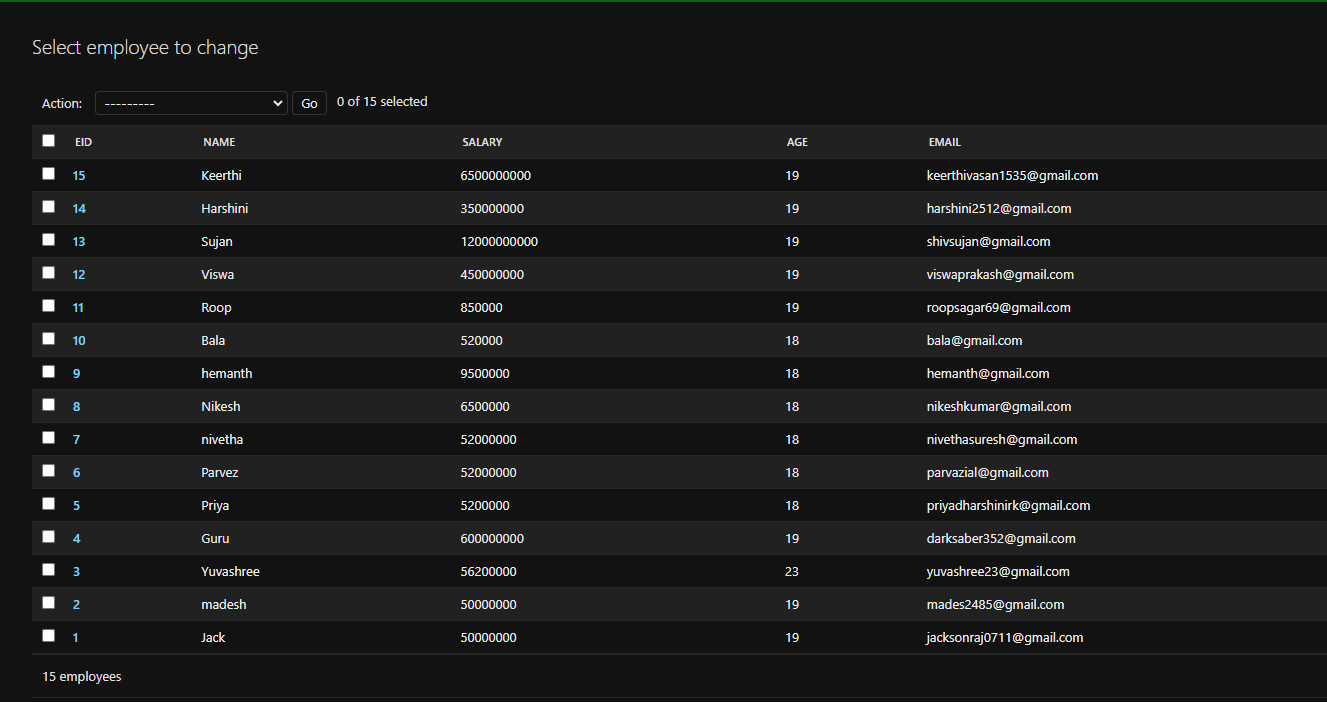 Select employee to change
Action: --------- Go 0 of 15 selected
EID NAME SALARY AGE EMAIL
15 Keerthi 6500000000 19 keerthivasan1535@gmail.com
14 Harshini 350000000 19 harshini2512@gmail.com
13 Sujan 12000000000 19 shivsujan@gmail.com
12 Viswa 450000000 19 viswaprakash@gmail.com
11 Roop 850000 19 roopsagar69@gmail.com
10 Bala 520000 18 bala@gmail.com
9 hemanth 9500000 18 hemanth@gmail.com
8 Nikesh 6500000 18 nikeshkumar@gmail.com
7 nivetha 52000000 18 nivethasuresh@gmail.com
6 Parvez 52000000 18 parvazial@gmail.com
5 Priya 5200000 18 priyadharshinirk@gmail.com
4 Guru 600000000 19 darksaber352@gmail.com
3 Yuvashree 56200000 23 yuvashree23@gmail.com
2 madesh 50000000 19 mades2485@gmail.com
1 Jack 50000000 19 jacksonraj0711@gmail.com
15 employees